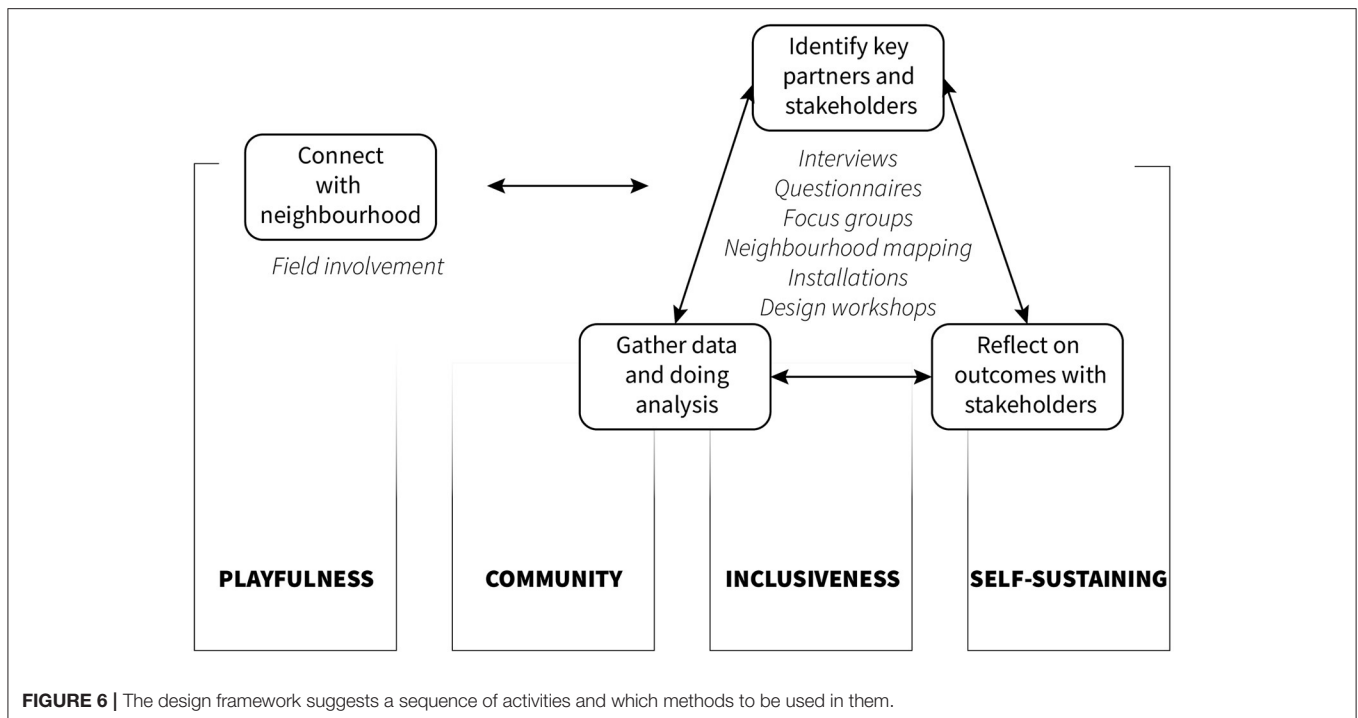 Identify key
partners and
stakeholders
Connect
with
neighbourhood
Field involvement
Interviews
Questionnaires
Focus groups
Neighbourhood mapping
Installations
Design workshops
Gather data
and doing
analysis
Reflect on
outcomes with
stakeholders
PLAYFULNESS
COMMUNITY
INCLUSIVENESS
SELF-SUSTAINING
FIGURE 6 | The design framework suggests a sequence of activities and which methods to be used in them.